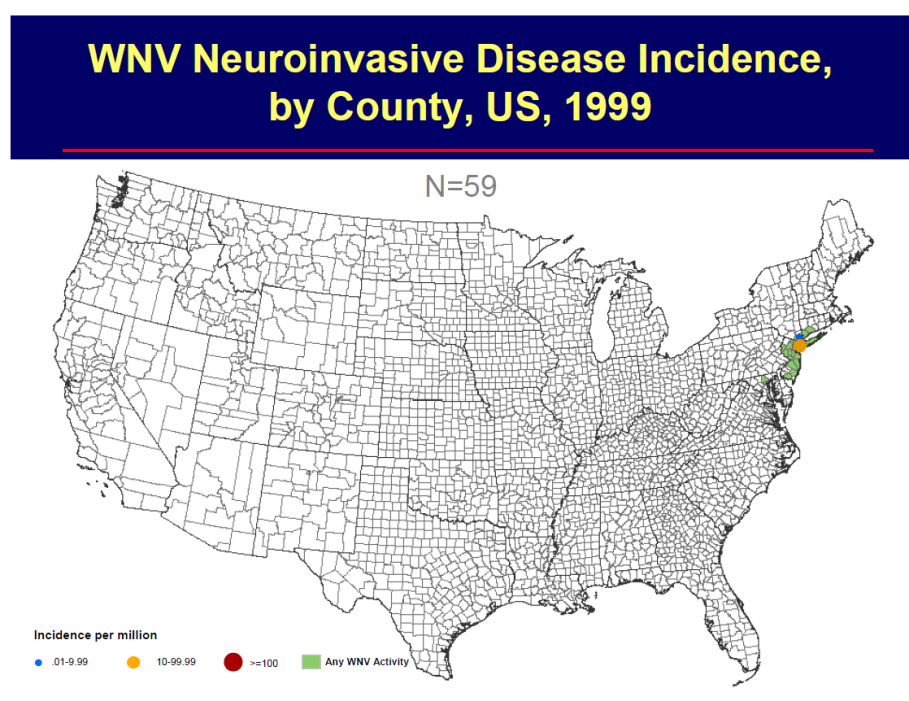 WNV Neuroinvasive Disease Incidence,
by County, US, 1999
N=59
Incidence per million
.01-9.99
10-99.99
>=100
Any WNV Activity